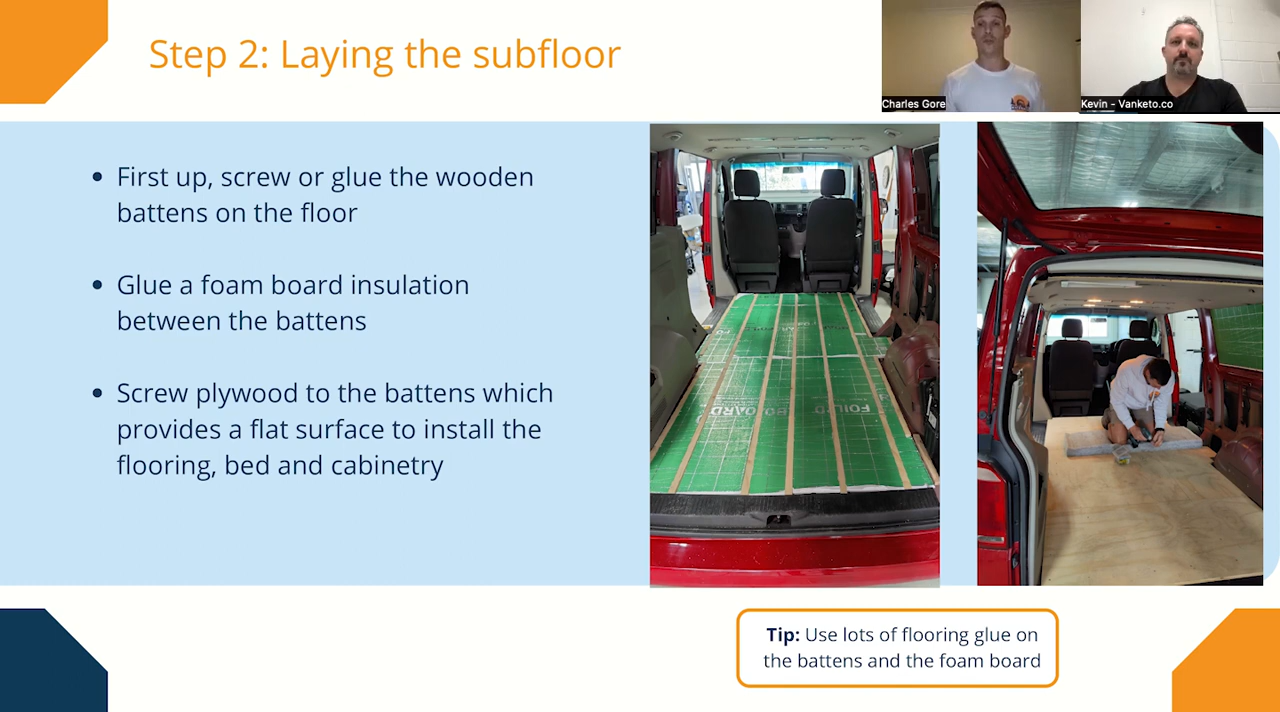 Step 2: Laying the subfloor
Charles Gore
Kevin - Vanketo.co
First up, screw or glue the wooden
battens on the floor
Glue a foam board insulation
between the battens
Screw plywood to the battens which
provides a flat surface to install the
flooring, bed and cabinetry
Tip: Use lots of flooring glue on
the battens and the foam board